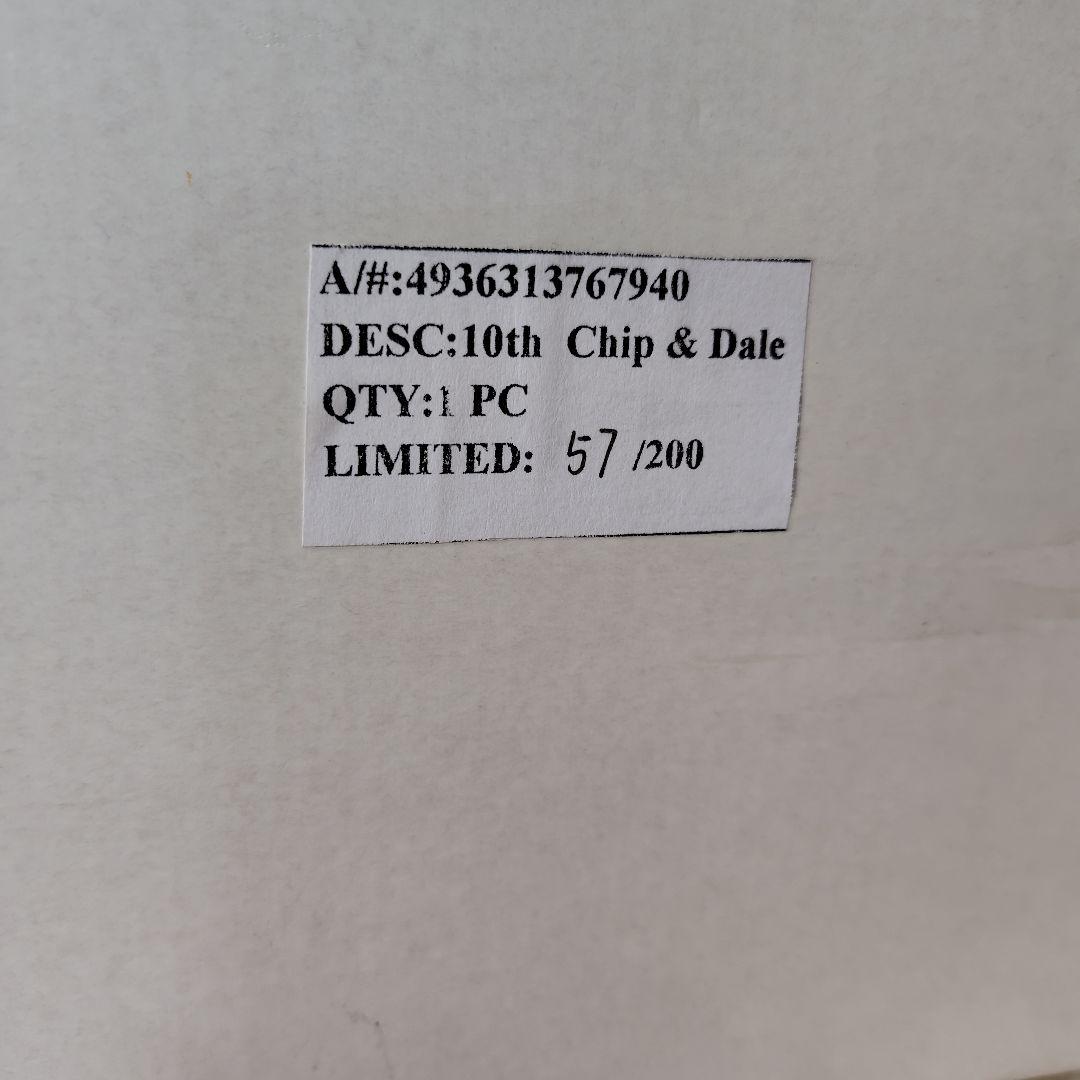 A/#:4936313767940
DESC:10th Chip & Dale
QTY:1 PC
LIMITED: 57 /200